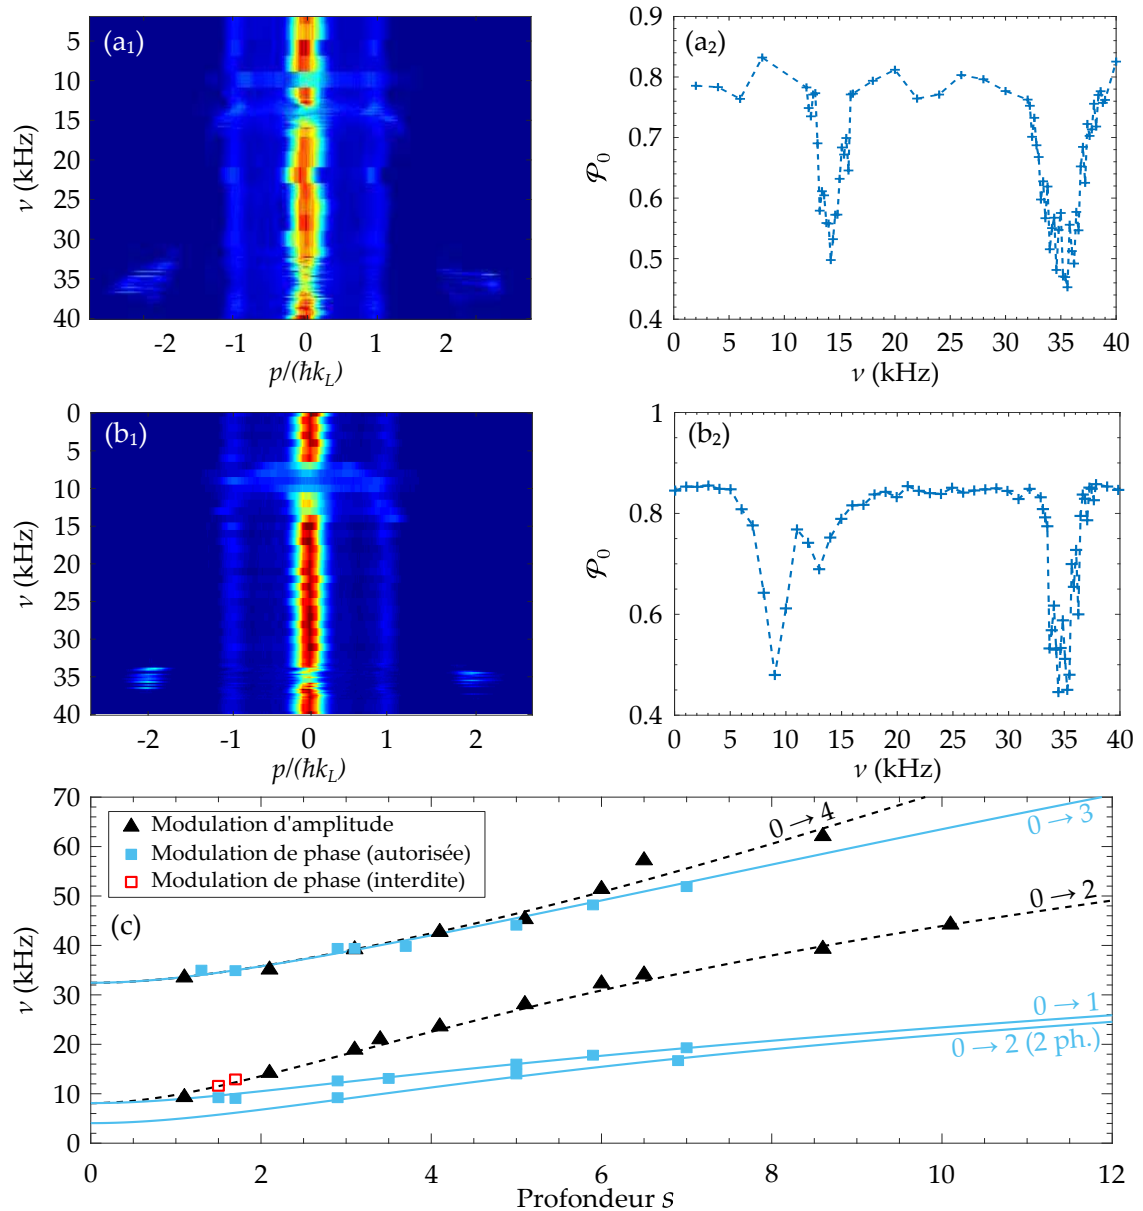 (a₁)
5
10
15
20
25
30
35
40
ν (kHz)
-2 -1 0 1 2
p/(ħk_L)
(a₂)
0.9
0.8
0.7
0.6
0.5
0.4
𝒫₀
0 5 10 15 20 25 30 35 40
ν (kHz)
(b₁)
0
5
10
15
20
25
30
35
40
ν (kHz)
-2 -1 0 1 2
p/(ħk_L)
(b₂)
1
0.8
0.6
0.4
𝒫₀
0 5 10 15 20 25 30 35 40
ν (kHz)
70
60
50
40
30
20
10
0
ν (kHz)
Modulation d'amplitude
Modulation de phase (autorisée)
Modulation de phase (interdite)
(c)
0 → 4
0 → 3
0 → 2
0 → 1
0 → 2 (2 ph.)
0 2 4 6 8 10 12
Profondeur s